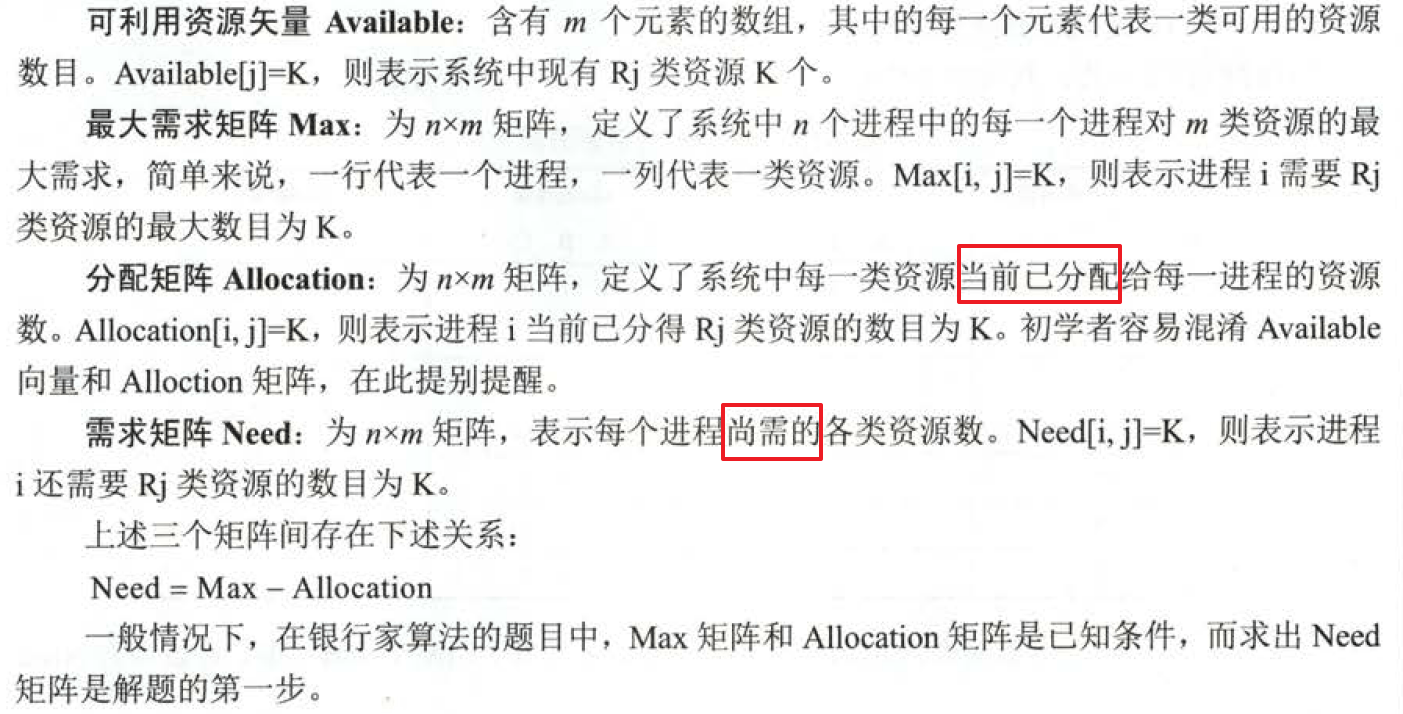 可利用资源矢量 Available：含有 m 个元素的数组，其中的每一个元素代表一类可用的资源
数目。Available[j]=K，则表示系统中现有 Rj 类资源 K 个。
最大需求矩阵 Max：为 n×m 矩阵，定义了系统中 n 个进程中的每一个进程对 m 类资源的最
大需求，简单来说，一行代表一个进程，一列代表一类资源。Max[i, j]=K，则表示进程 i 需要 Rj
类资源的最大数目为 K。
分配矩阵 Allocation：为 n×m 矩阵，定义了系统中每一类资源当前已分配给每一进程的资源
数。Allocation[i, j]=K，则表示进程 i 当前已分得 Rj 类资源的数目为 K。初学者容易混淆 Available
向量和 Alloction 矩阵，在此提别提醒。
需求矩阵 Need：为 n×m 矩阵，表示每个进程尚需的各类资源数。Need[i, j]=K，则表示进程
i 还需要 Rj 类资源的数目为 K。
上述三个矩阵间存在下述关系：
Need = Max − Allocation
一般情况下，在银行家算法的题目中，Max 矩阵和 Allocation 矩阵是已知条件，而求出 Need
矩阵是解题的第一步。